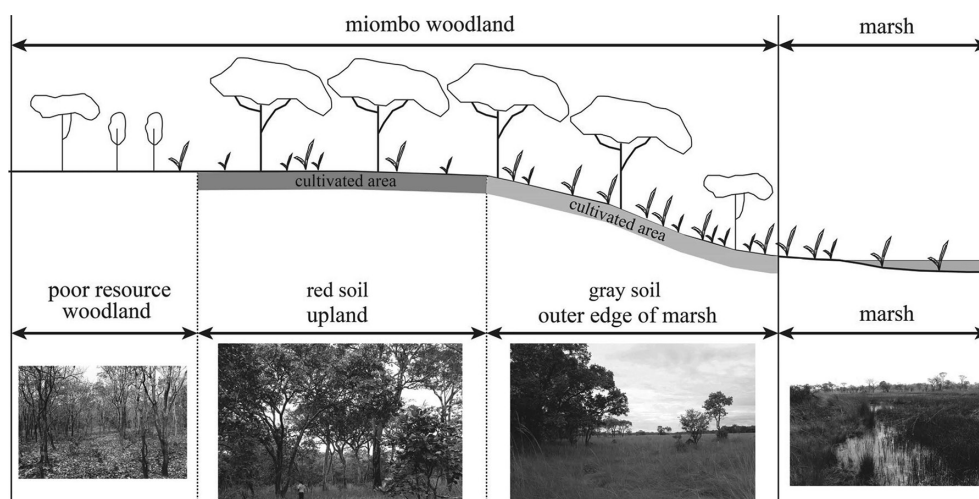 miombo woodland
marsh
cultivated area
cultivated area
poor resource
woodland
red soil
upland
gray soil
outer edge of marsh
marsh